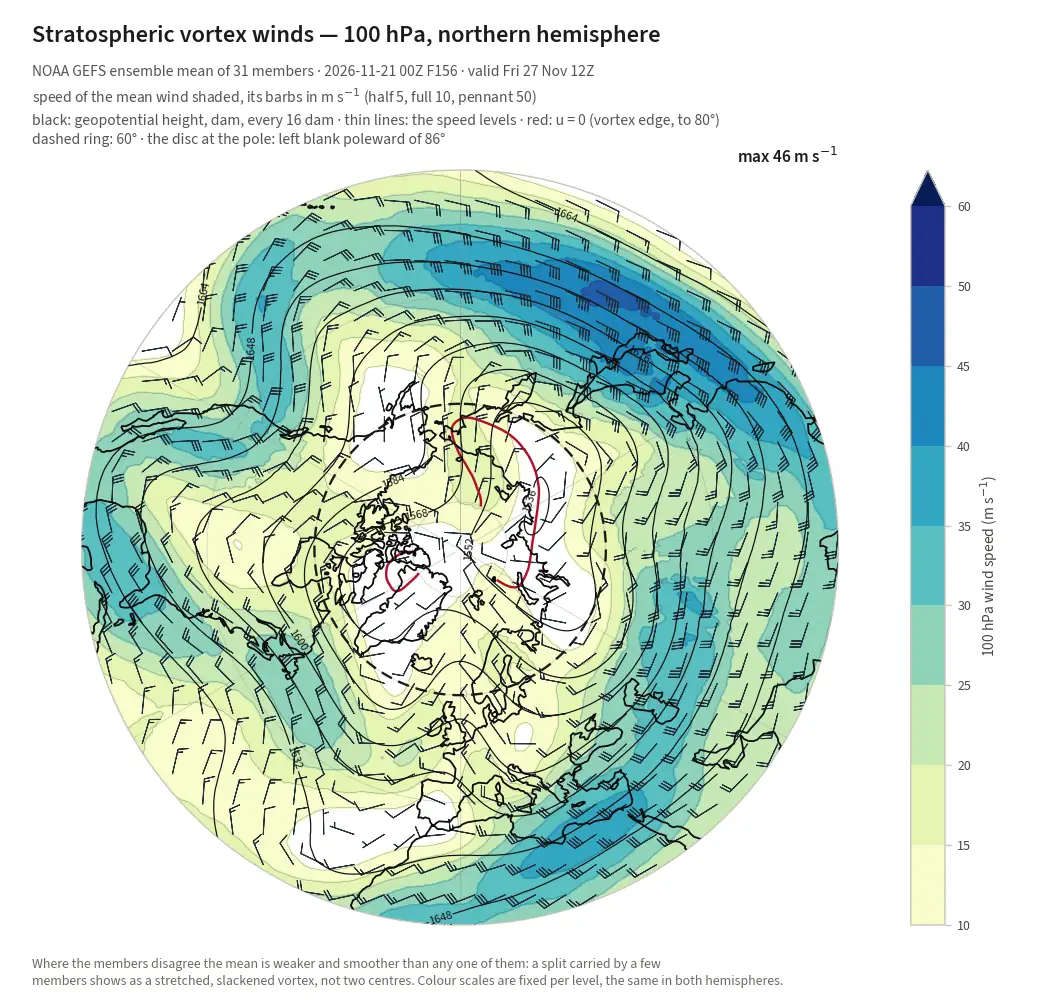 Stratospheric vortex winds — 100 hPa, northern hemisphere
NOAA GEFS ensemble mean of 31 members · 2026-11-21 00Z F156 · valid Fri 27 Nov 12Z
speed of the mean wind shaded, its barbs in m s⁻¹ (half 5, full 10, pennant 50)
black: geopotential height, dam, every 16 dam · thin lines: the speed levels · red: u = 0 (vortex edge, to 80°)
dashed ring: 60° · the disc at the pole: left blank poleward of 86°
max 46 m s⁻¹
1664
1664
1648
1584
1568
1552
1600
1632
1648
60
50
45
40
35
30
25
20
15
10
100 hPa wind speed (m s⁻¹)
Where the members disagree the mean is weaker and smoother than any one of them: a split carried by a few
members shows as a stretched, slackened vortex, not two centres. Colour scales are fixed per level, the same in both hemispheres.